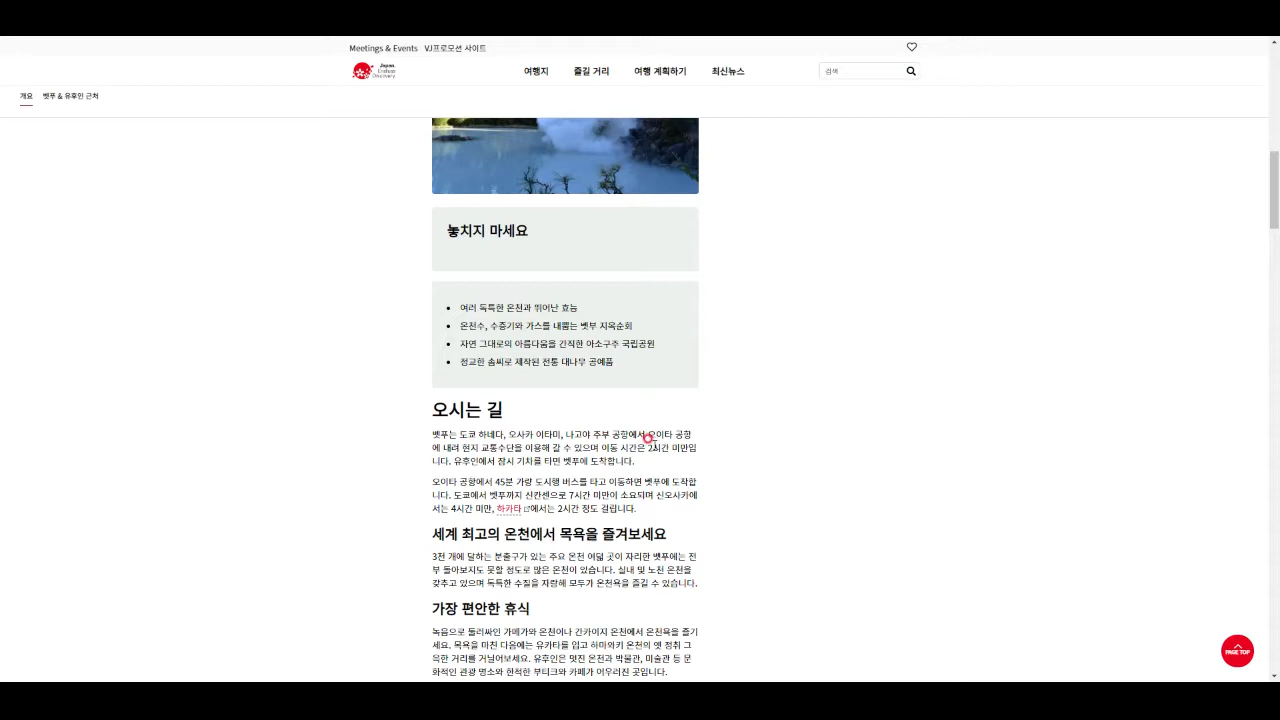 Meetings & Events VJ프로모션 사이트
Japan.
Endless
Discovery.
여행지 즐길 거리 여행 계획하기 최신뉴스
검색
개요 벳푸 & 유후인 근처
놓치지 마세요
여러 독특한 온천과 뛰어난 효능
온천수, 수증기와 가스를 내뿜는 벳부 지옥순회
자연 그대로의 아름다움을 간직한 아소구주 국립공원
정교한 솜씨로 제작된 전통 대나무 공예품
오시는 길
벳푸는 도쿄 하네다, 오사카 이타미, 나고야 주부 공항에서 오이타 공항
에 내려 현지 교통수단을 이용해 갈 수 있으며 이동 시간은 2시간 미만입
니다. 유후인에서 잠시 기차를 타면 벳푸에 도착합니다.
오이타 공항에서 45분 가량 도시행 버스를 타고 이동하면 벳푸에 도착합
니다. 도쿄에서 벳푸까지 신칸센으로 7시간 미만이 소요되며 신오사카에
서는 4시간 미만, 하카타 에서는 2시간 정도 걸립니다.
세계 최고의 온천에서 목욕을 즐겨보세요
3천 개에 달하는 분출구가 있는 주요 온천 여덟 곳이 자리한 벳푸에는 전
부 돌아보지도 못할 정도로 많은 온천이 있습니다. 실내 및 노천 온천을
갖추고 있으며 독특한 수질을 자랑해 모두가 온천욕을 즐길 수 있습니다.
가장 편안한 휴식
녹음으로 둘러싸인 가메가와 온천이나 간카이지 온천에서 온천욕을 즐기
세요. 목욕을 마친 다음에는 유카타를 입고 하마와키 온천의 옛 정취 그
윽한 거리를 거닐어보세요. 유후인은 멋진 온천과 박물관, 미술관 등 문
화적인 관광 명소와 한적한 부티크와 카페가 어우러진 곳입니다.
PAGE TOP